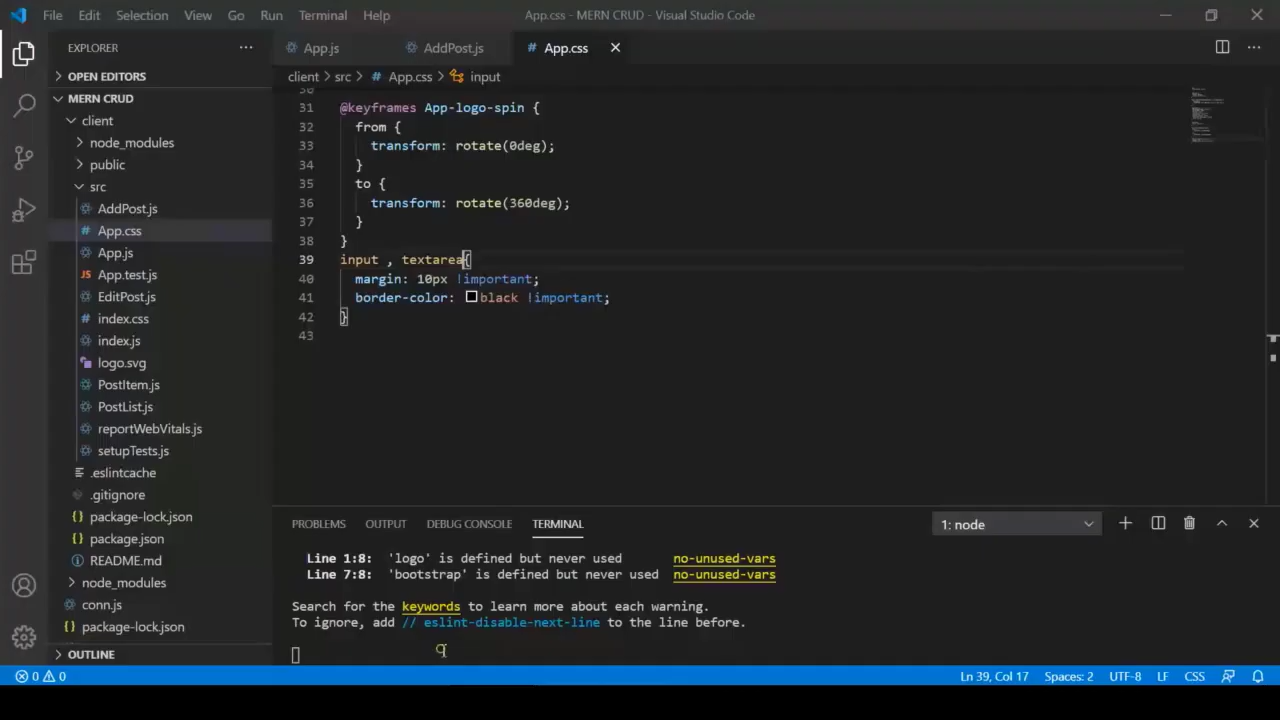 File Edit Selection View Go Run Terminal Help App.css - MERN CRUD - Visual Studio Code
EXPLORER
App.js AddPost.js # App.css
OPEN EDITORS
client > src > # App.css > input
MERN CRUD
client
node_modules
public
src
AddPost.js
# App.css
App.js
JS App.test.js
EditPost.js
# index.css
index.js
logo.svg
PostItem.js
PostList.js
reportWebVitals.js
setupTests.js
.eslintcache
.gitignore
{} package-lock.json
{} package.json
README.md
node_modules
conn.js
{} package-lock.json
OUTLINE
30
31 @keyframes App-logo-spin {
32 from {
33 transform: rotate(0deg);
34 }
35 to {
36 transform: rotate(360deg);
37 }
38 }
39 input , textarea{
40 margin: 10px !important;
41 border-color: black !important;
42 }
43
PROBLEMS OUTPUT DEBUG CONSOLE TERMINAL 1: node
Line 1:8: 'logo' is defined but never used no-unused-vars
Line 7:8: 'bootstrap' is defined but never used no-unused-vars
Search for the keywords to learn more about each warning.
To ignore, add // eslint-disable-next-line to the line before.
0 0 Ln 39, Col 17 Spaces: 2 UTF-8 LF CSS